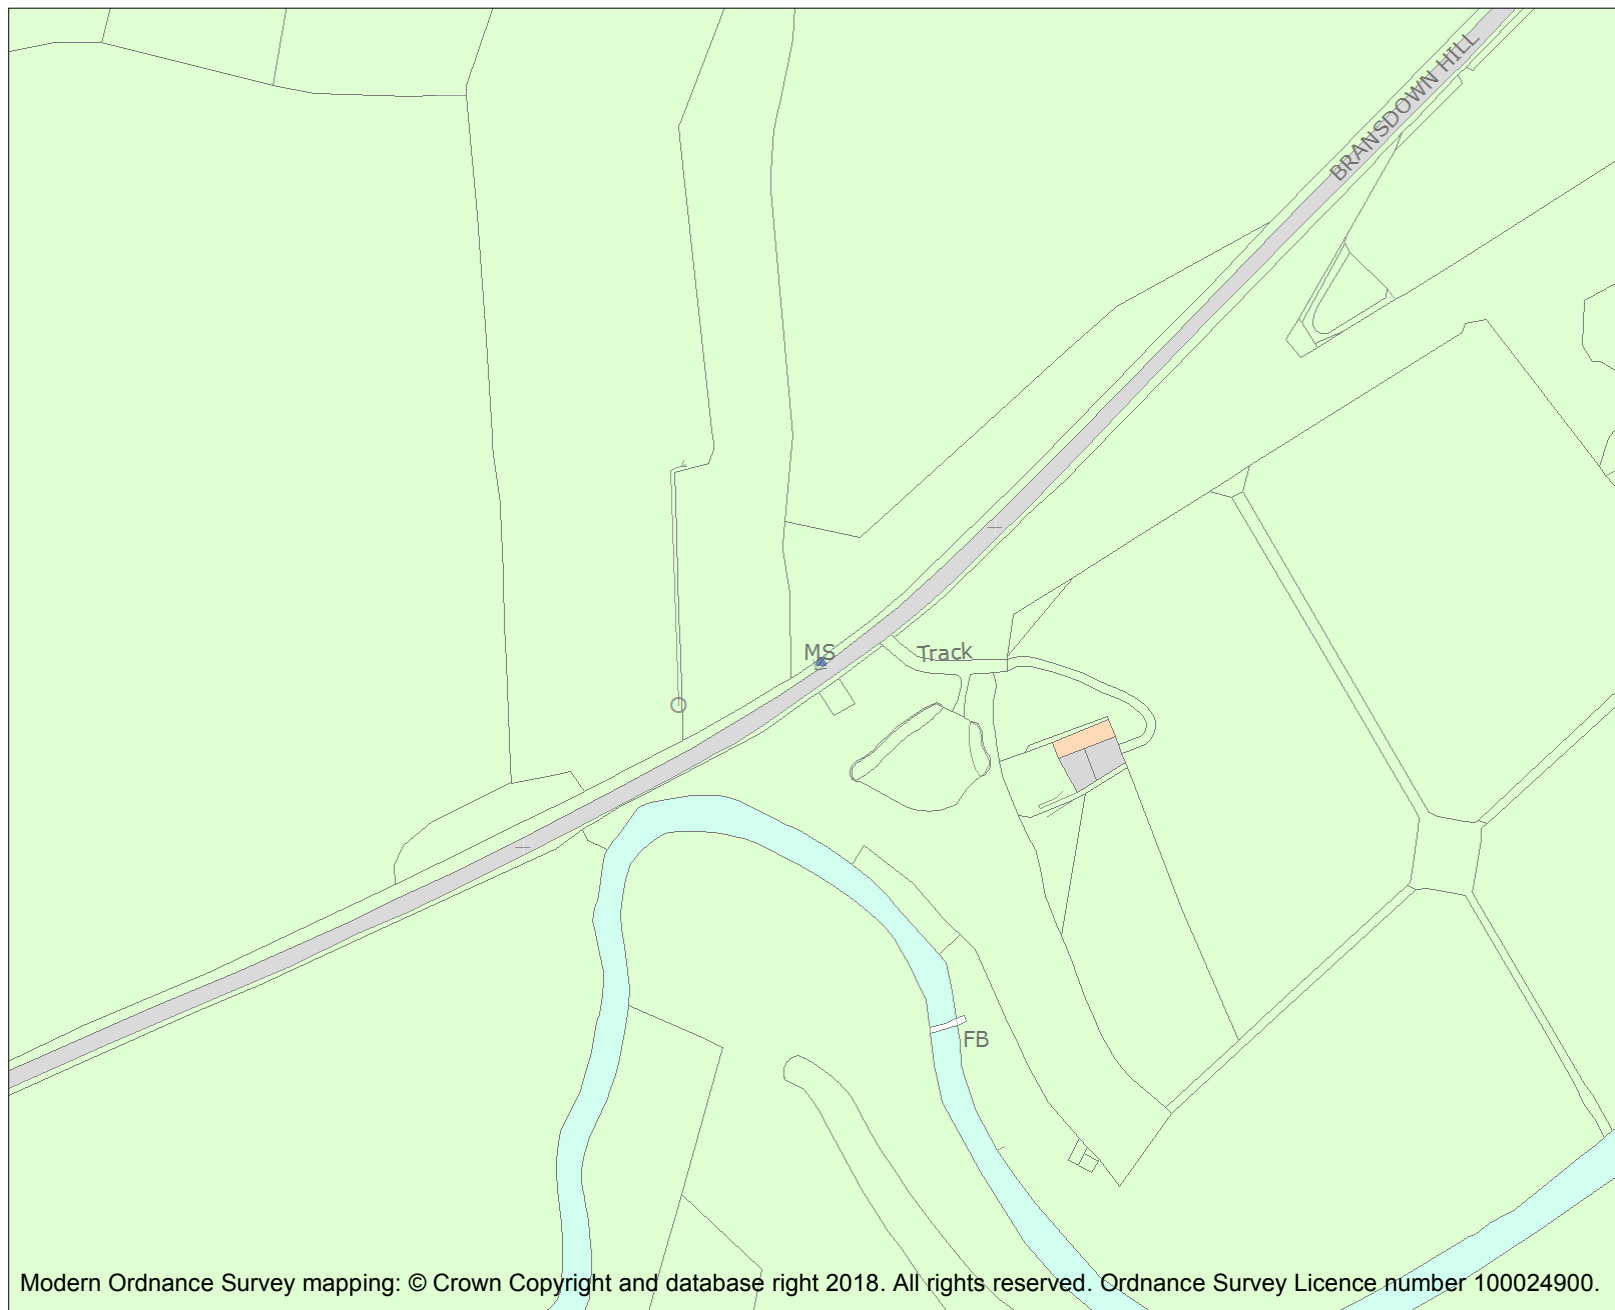 BRANSDOWN HILL
MS
Track
FB
Modern Ordnance Survey mapping: © Crown Copyright and database right 2018. All rights reserved. Ordnance Survey Licence number 100024900.